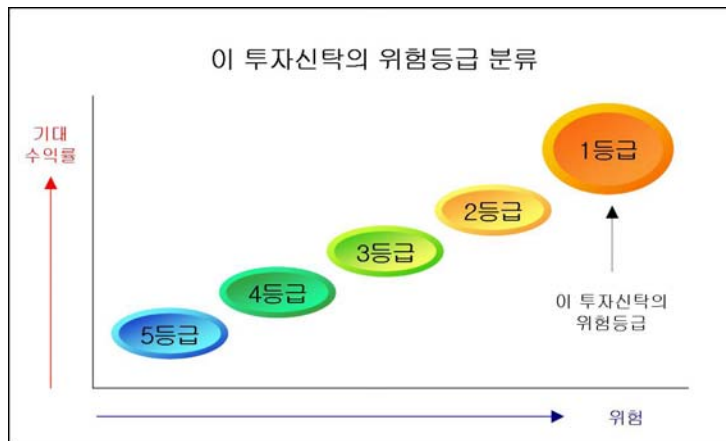 이 투자신탁의 위험등급 분류
기대
수익률
1등급
2등급
3등급
4등급
5등급
이 투자신탁의
위험등급
위험